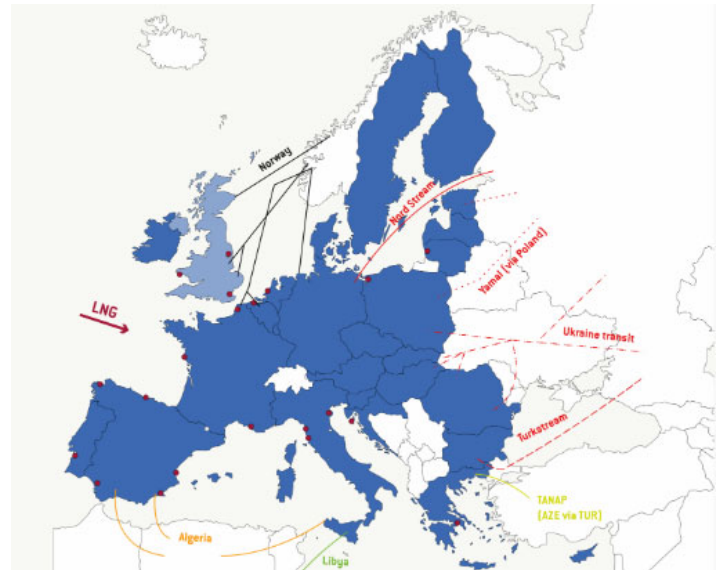 Norway
Nord Stream
Yamal (via Poland)
LNG
Ukraine transit
Turkstream
TANAP
(AZE via TUR)
Algeria
Libya